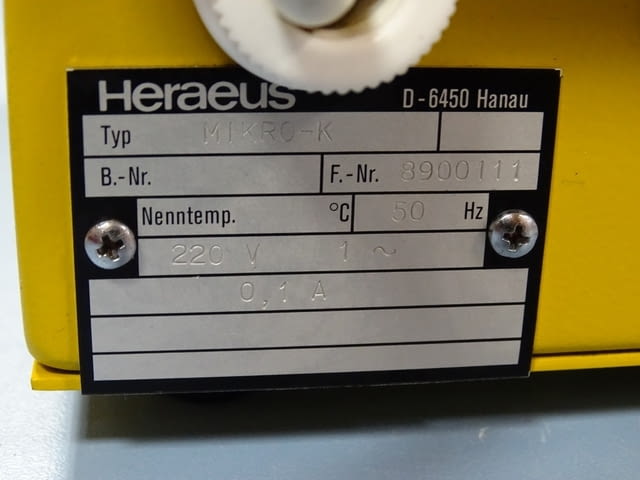 Heraeus D-6450 Hanau
Typ MIKRO-K
B.-Nr. F.-Nr. 8900111
Nenntemp. °C 50 Hz
220 V 1 ~
0,1 A